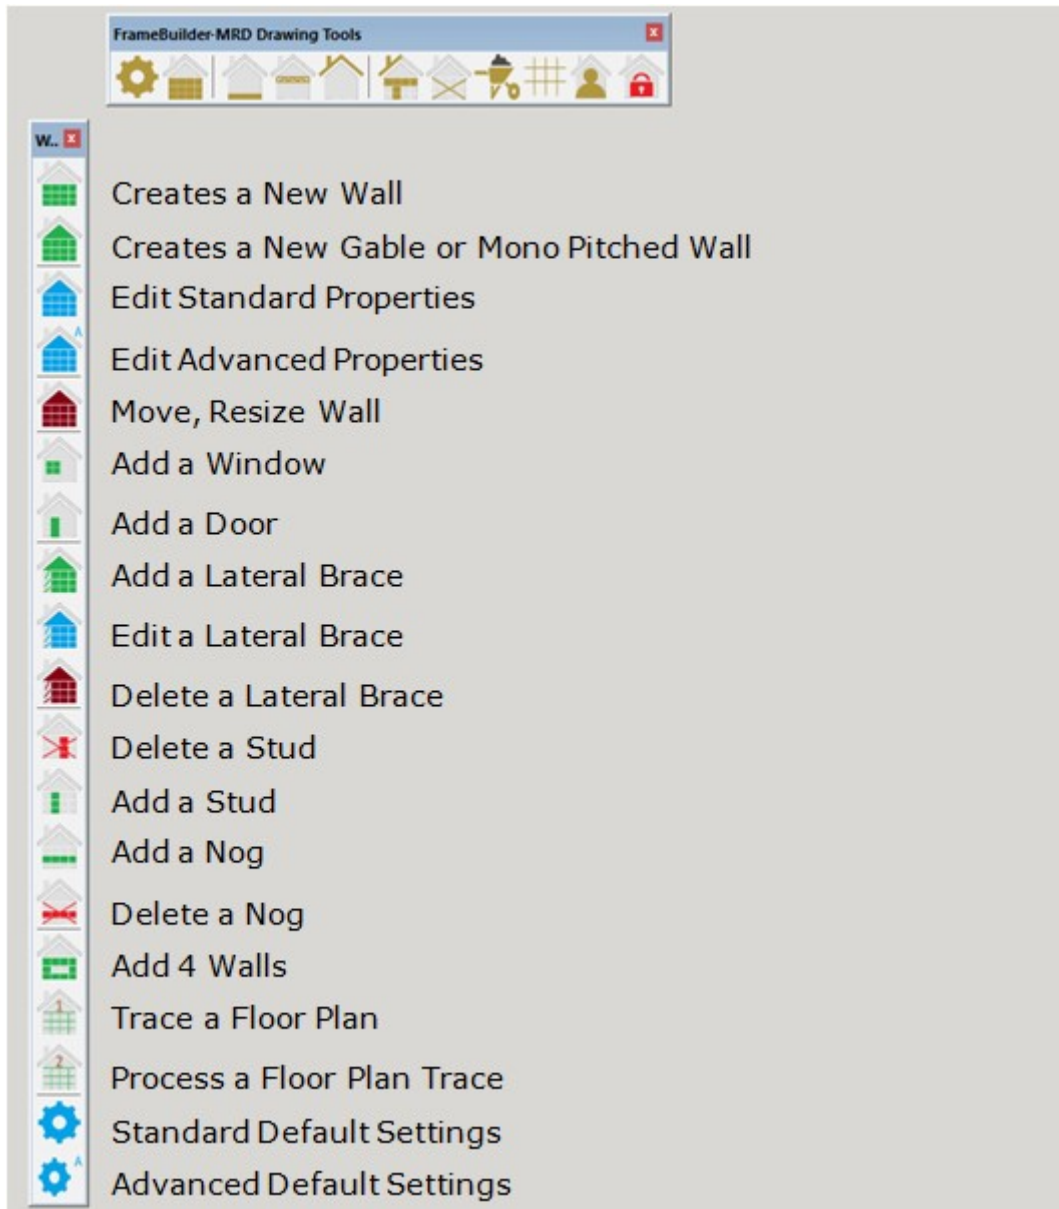 FrameBuilder-MRD Drawing Tools
W..
Creates a New Wall
Creates a New Gable or Mono Pitched Wall
Edit Standard Properties
A
Edit Advanced Properties
Move, Resize Wall
Add a Window
Add a Door
Add a Lateral Brace
Edit a Lateral Brace
Delete a Lateral Brace
Delete a Stud
Add a Stud
Add a Nog
Delete a Nog
Add 4 Walls
1
Trace a Floor Plan
2
Process a Floor Plan Trace
Standard Default Settings
A
Advanced Default Settings